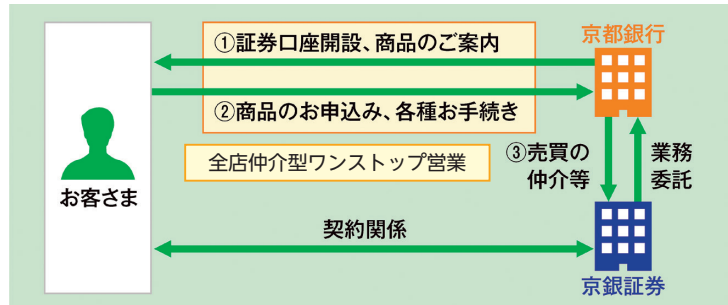 ①証券口座開設、商品のご案内
京都銀行
②商品のお申込み、各種お手続き
全店仲介型ワンストップ営業
③売買の
仲介等
業務
委託
お客さま
契約関係
京銀証券